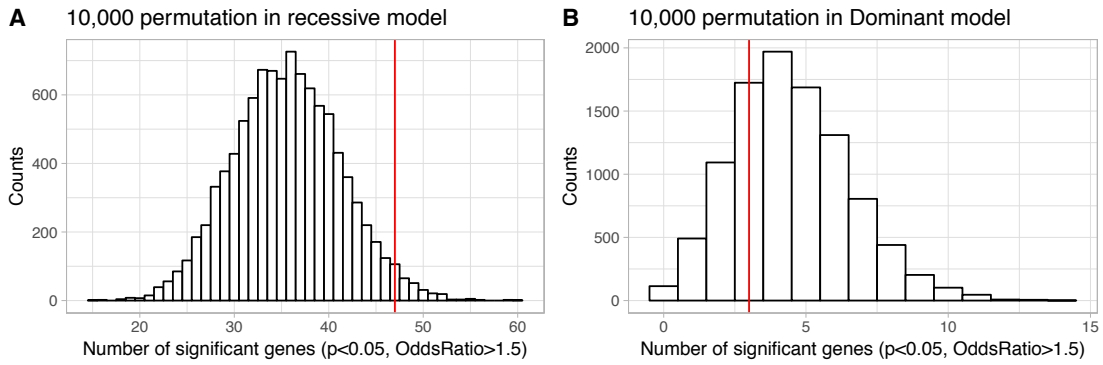 A
10,000 permutation in recessive model
Counts
600
400
200
0
20
30
40
50
60
Number of significant genes (p<0.05, OddsRatio>1.5)
B
10,000 permutation in Dominant model
Counts
2000
1500
1000
500
0
0
5
10
15
Number of significant genes (p<0.05, OddsRatio>1.5)